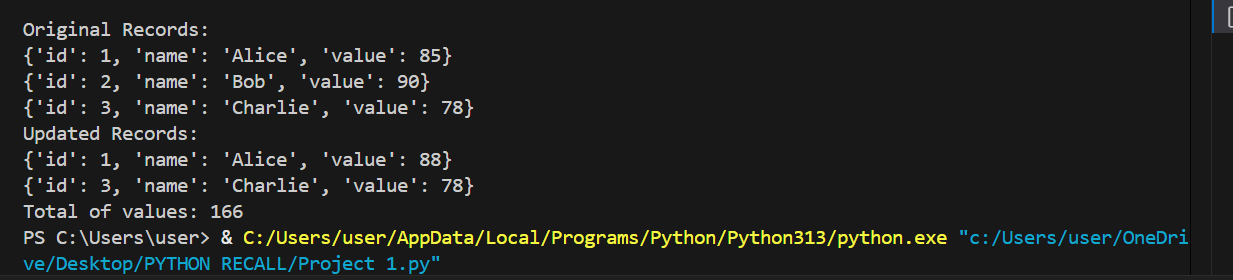 Original Records:
{'id': 1, 'name': 'Alice', 'value': 85}
{'id': 2, 'name': 'Bob', 'value': 90}
{'id': 3, 'name': 'Charlie', 'value': 78}
Updated Records:
{'id': 1, 'name': 'Alice', 'value': 88}
{'id': 3, 'name': 'Charlie', 'value': 78}
Total of values: 166
PS C:\Users\user> & C:/Users/user/AppData/Local/Programs/Python/Python313/python.exe "c:/Users/user/OneDri
ve/Desktop/PYTHON RECALL/Project 1.py"